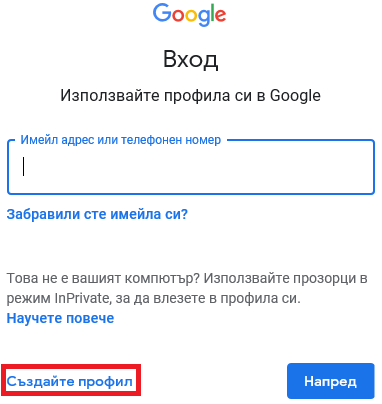 Google
Вход
Използвайте профила си в Google
Имейл адрес или телефонен номер
Забравили сте имейла си?
Това не е вашият компютър? Използвайте прозорци в
режим InPrivate, за да влезете в профила си.
Научете повече
Създайте профил
Напред